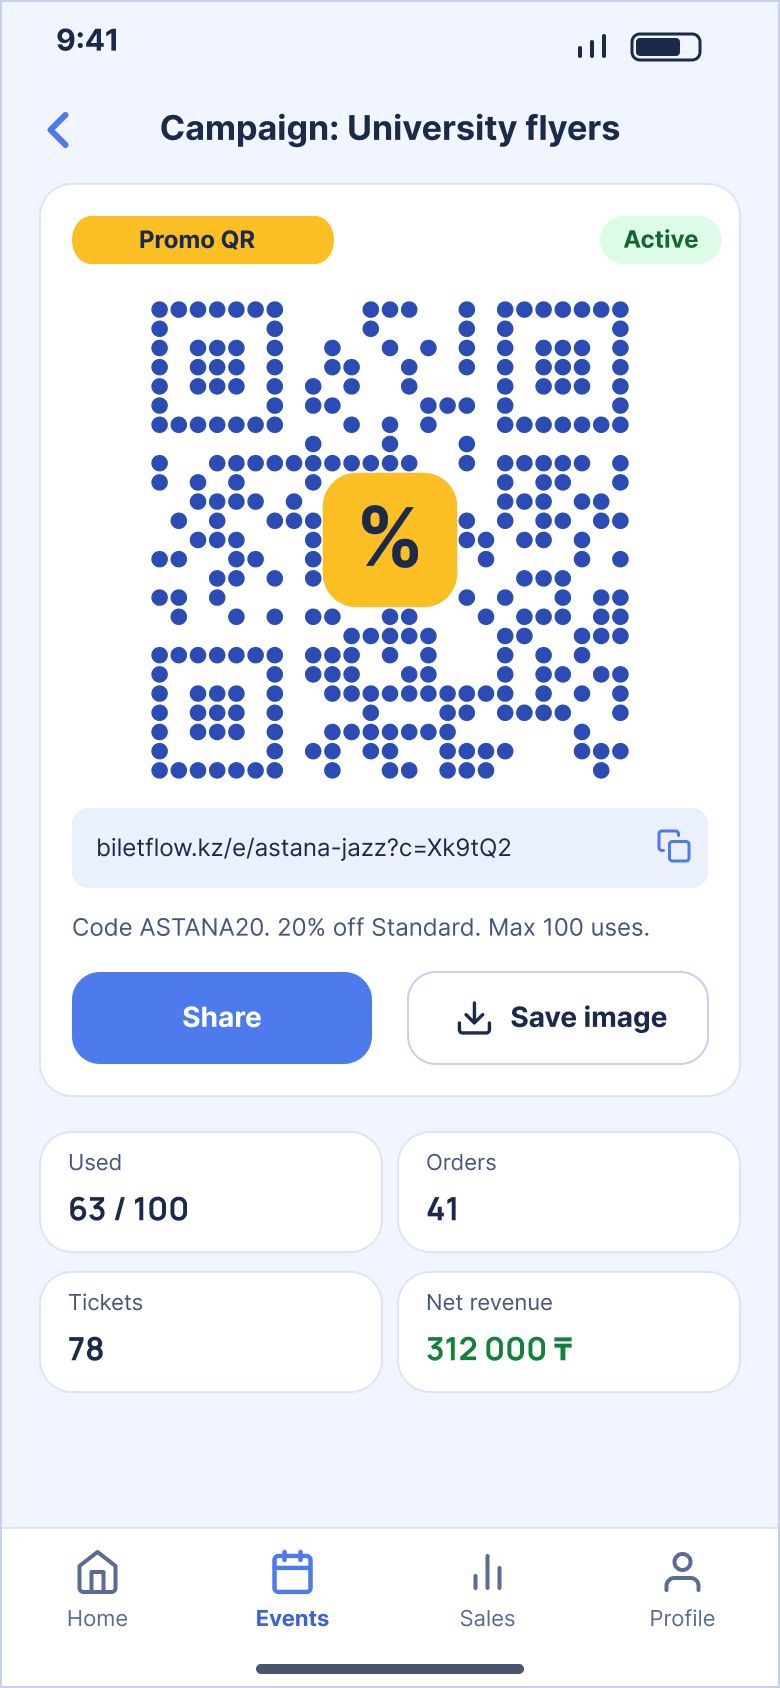 9:41
Campaign: University flyers
Promo QR
Active
%
biletflow.kz/e/astana-jazz?c=Xk9tQ2
Code ASTANA20. 20% off Standard. Max 100 uses.
Share
Save image
Used
Orders
63 / 100
41
Tickets
Net revenue
78
312 000 ₸
Home
Events
Sales
Profile